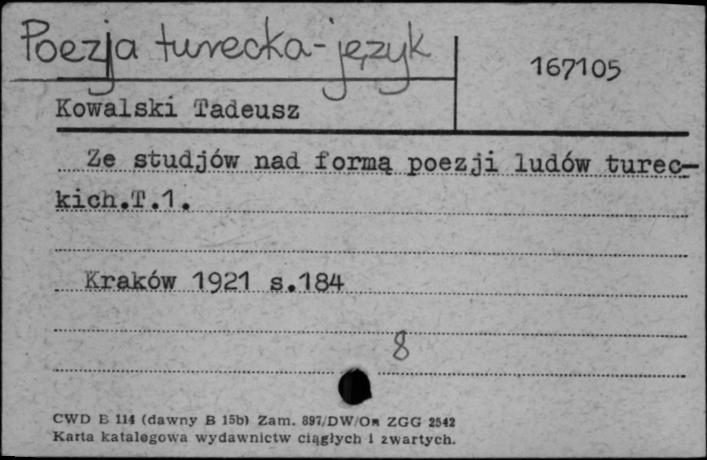 Poezja turecka-język
167105
Kowalski Tadeusz
Ze studjów nad formą poezji ludów turec-
kich.T.1.
Kraków 1921 s.184
8
CWD B 114 (dawny B 15b) Zam. 897/DW/Om ZGG 2542
Karta katalogowa wydawnictw ciągłych i zwartych.